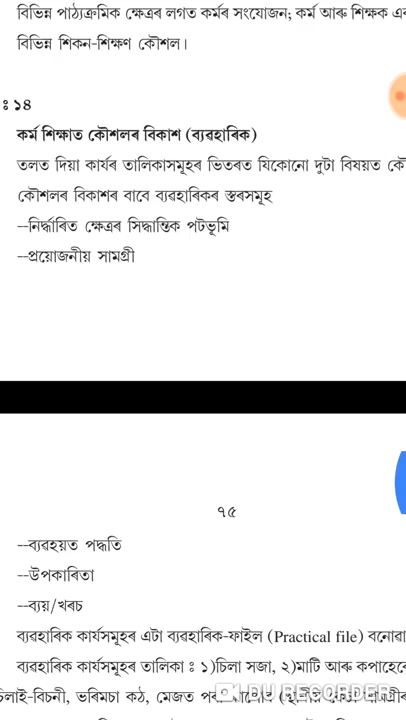 বিভিন্ন পাঠ্যক্ৰমিক ক্ষেত্ৰৰ লগত কৰ্মৰ সংযোজন; কৰ্ম আৰু শিক্ষক
বিভিন্ন শিকন-শিক্ষণ কৌশল।
ঃ ১৪
কৰ্ম শিক্ষাত কৌশলৰ বিকাশ (ব্যৱহাৰিক)
তলত দিয়া কাৰ্যৰ তালিকাসমূহৰ ভিতৰত যিকোনো দুটা বিষয়ত
কৌশলৰ বিকাশৰ বাবে ব্যৱহাৰিকৰ স্তৰসমূহ
--নিৰ্দ্ধাৰিত ক্ষেত্ৰৰ সিদ্ধান্তিক পটভূমি
--প্ৰয়োজনীয় সামগ্ৰী
৭৫
--ব্যৱহৃত পদ্ধতি
--উপকাৰিতা
--ব্যয়/খৰচ
ব্যৱহাৰিক কাৰ্যসমূহৰ এটা ব্যৱহাৰিক-ফাইল (Practical file)
ব্যৱহাৰিক কাৰ্যসমূহৰ তালিকা ঃ ১)চিলা সজা, ২)মাটি আৰু
ভৰিমচা কঠ, মেজত
DU RECORDER